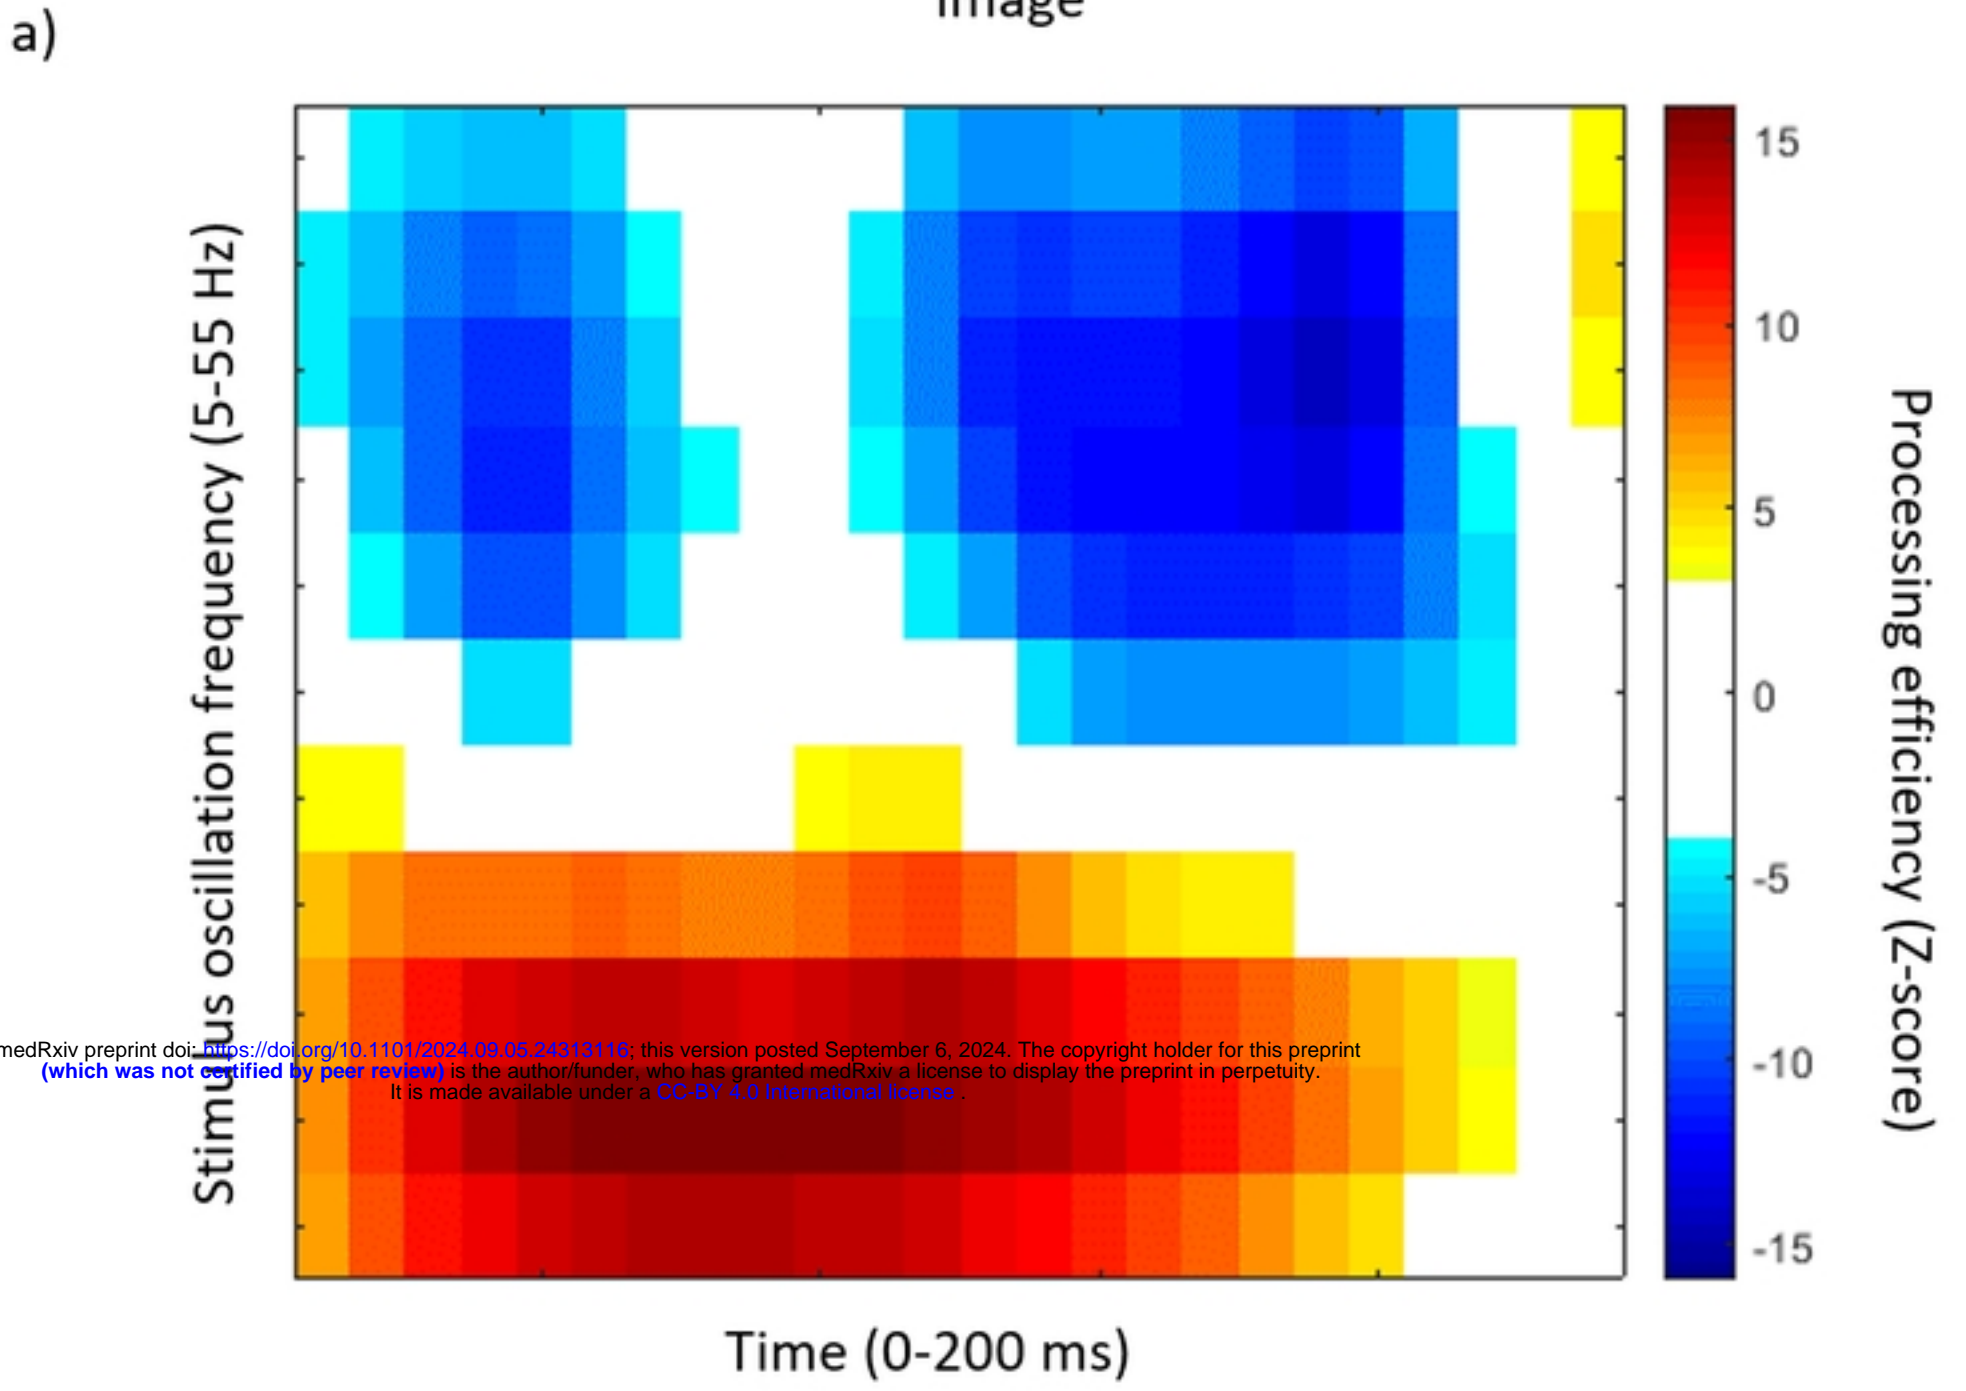 Image
a)
Stimulus oscillation frequency (5-55 Hz)
15
10
5
0
-5
-10
-15
Processing efficiency (Z-score)
medRxiv preprint doi: https://doi.org/10.1101/2024.09.05.24313116; this version posted September 6, 2024. The copyright holder for this preprint
(which was not certified by peer review) is the author/funder, who has granted medRxiv a license to display the preprint in perpetuity.
It is made available under a CC-BY 4.0 International license .
Time (0-200 ms)